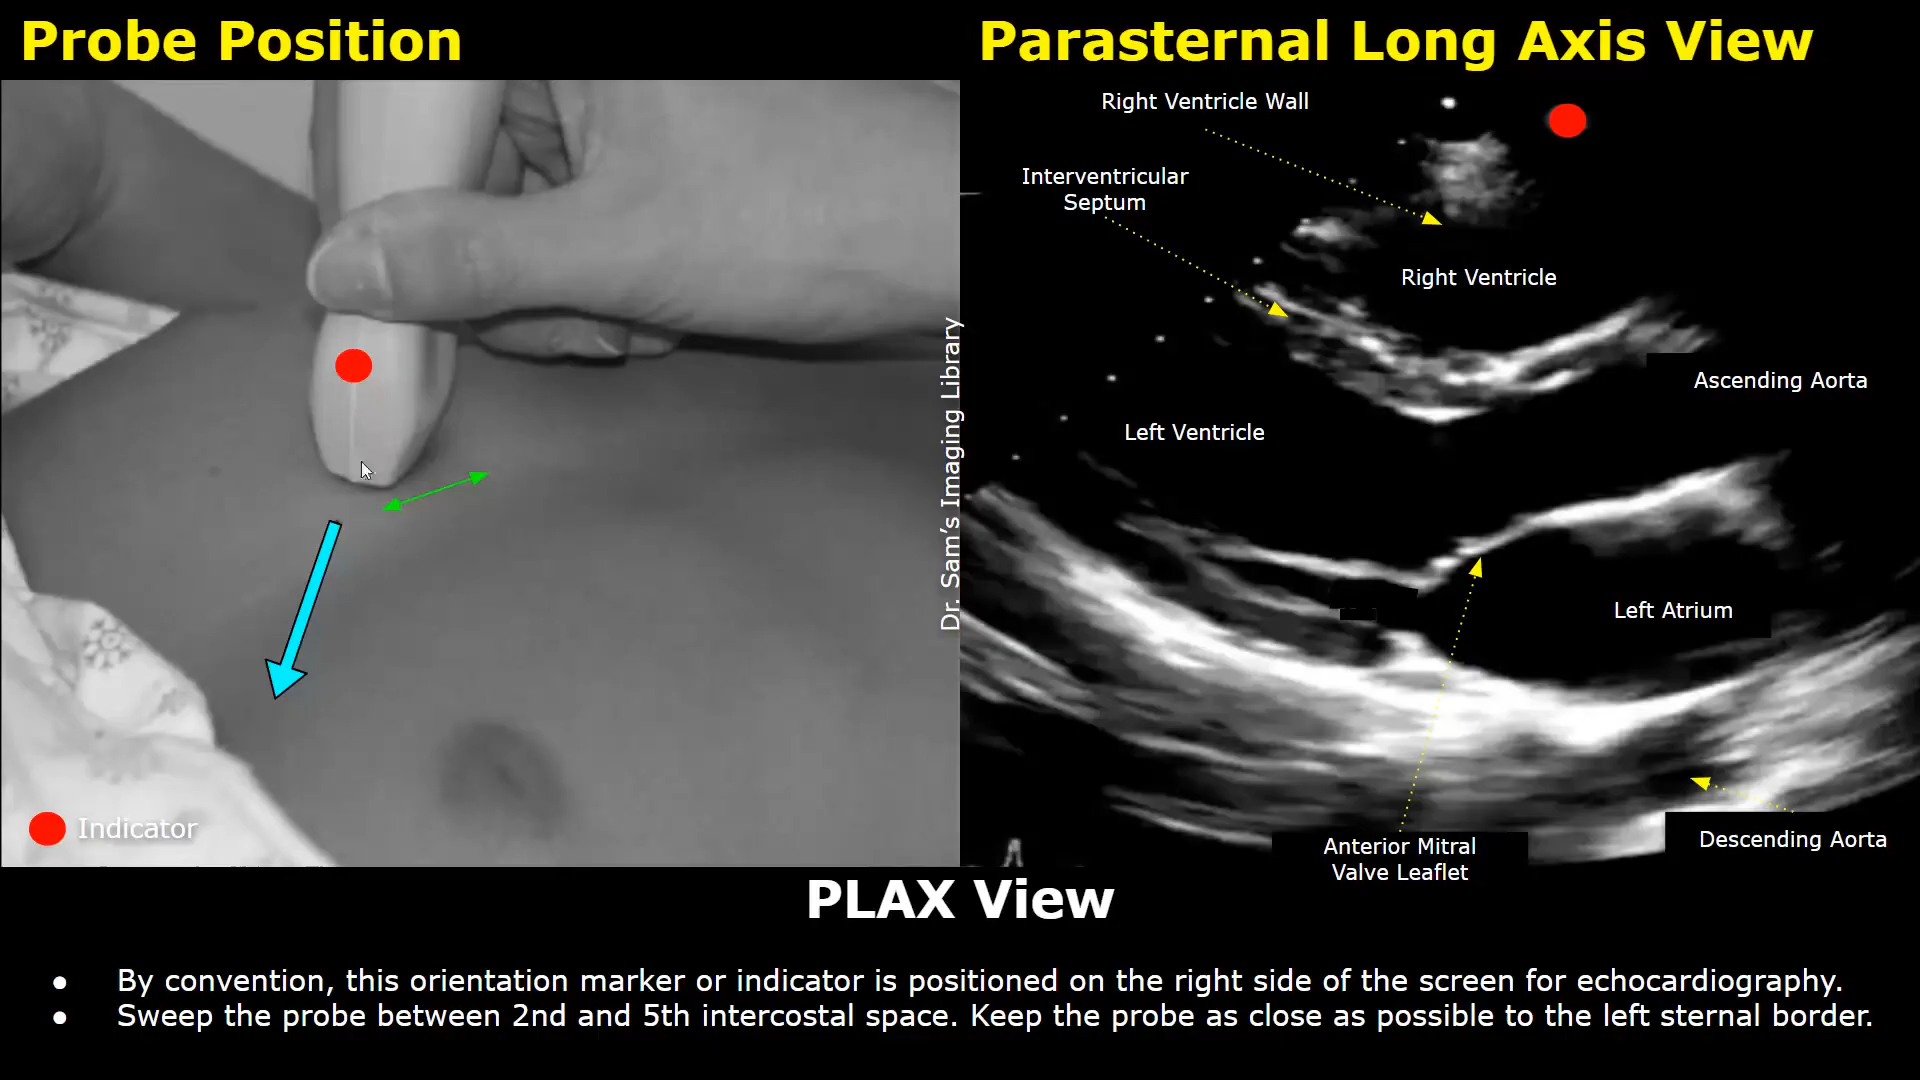 Probe Position
Parasternal Long Axis View
Right Ventricle Wall
Interventricular
Septum
Right Ventricle
Ascending Aorta
Left Ventricle
Dr. Sam's Imaging Library
Left Atrium
Indicator
Anterior Mitral
Valve Leaflet
Descending Aorta
PLAX View
● By convention, this orientation marker or indicator is positioned on the right side of the screen for echocardiography.
● Sweep the probe between 2nd and 5th intercostal space. Keep the probe as close as possible to the left sternal border.